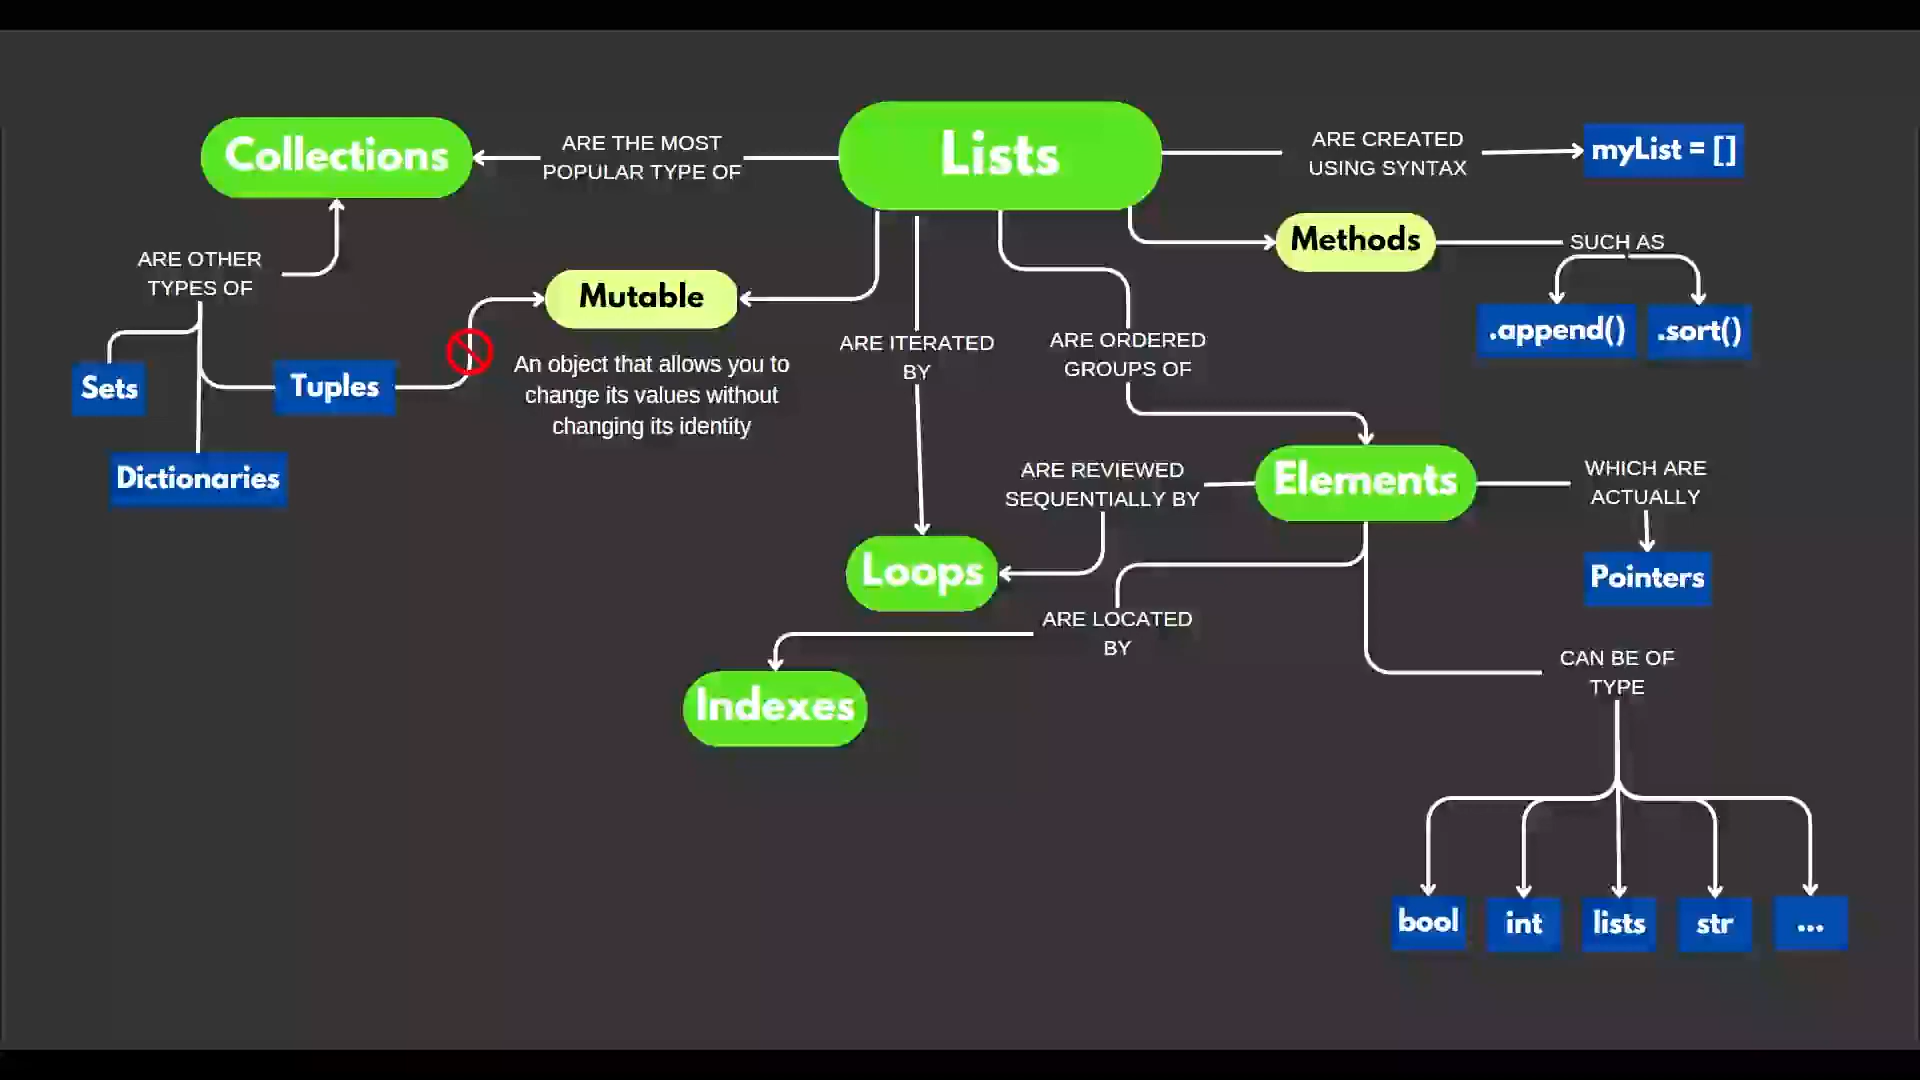 Collections
ARE THE MOST
POPULAR TYPE OF
Lists
ARE CREATED
USING SYNTAX
myList = []
Methods
SUCH AS
.append()
.sort()
ARE OTHER
TYPES OF
Sets
Tuples
Dictionaries
Mutable
An object that allows you to
change its values without
changing its identity
ARE ITERATED
BY
ARE ORDERED
GROUPS OF
Elements
ARE REVIEWED
SEQUENTIALLY BY
WHICH ARE
ACTUALLY
Pointers
Loops
ARE LOCATED
BY
Indexes
CAN BE OF
TYPE
bool
int
lists
str
...